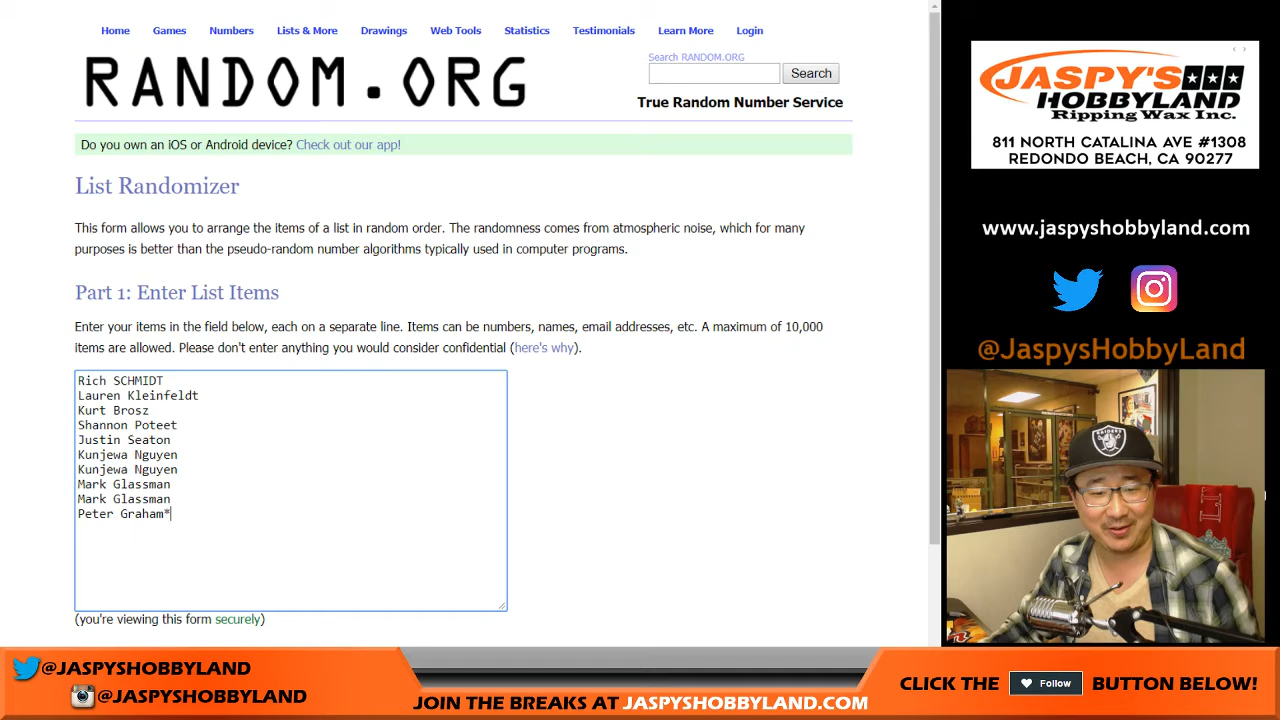 Home Games Numbers Lists & More Drawings Web Tools Statistics Testimonials Learn More Login
RANDOM.ORG
Search RANDOM.ORG
Search
True Random Number Service
Do you own an iOS or Android device? Check out our app!
List Randomizer
This form allows you to arrange the items of a list in random order. The randomness comes from atmospheric noise, which for many
purposes is better than the pseudo-random number algorithms typically used in computer programs.
Part 1: Enter List Items
Enter your items in the field below, each on a separate line. Items can be numbers, names, email addresses, etc. A maximum of 10,000
items are allowed. Please don't enter anything you would consider confidential (here's why).
Rich SCHMIDT
Lauren Kleinfeldt
Kurt Brosz
Shannon Poteet
Justin Seaton
Kunjewa Nguyen
Kunjewa Nguyen
Mark Glassman
Mark Glassman
Peter Graham*
(you're viewing this form securely)
JASPY'S
HOBBYLAND
Ripping Wax Inc.
811 NORTH CATALINA AVE #1308
REDONDO BEACH, CA 90277
www.jaspyshobbyland.com
@JaspysHobbyLand
RAIDERS
@JASPYSHOBBYLAND
@JASPYSHOBBYLAND
JOIN THE BREAKS AT JASPYSHOBBYLAND.COM
CLICK THE Follow BUTTON BELOW!